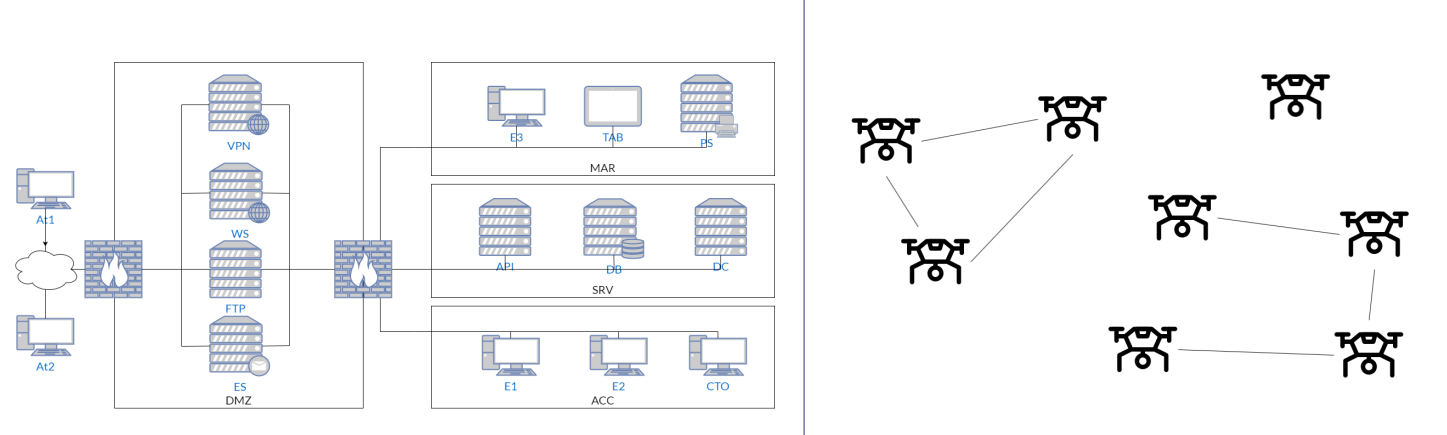 At1
At2
VPN
WS
FTP
ES
DMZ
E3 TAB PS
MAR
API DB DC
SRV
E1 E2 CTO
ACC